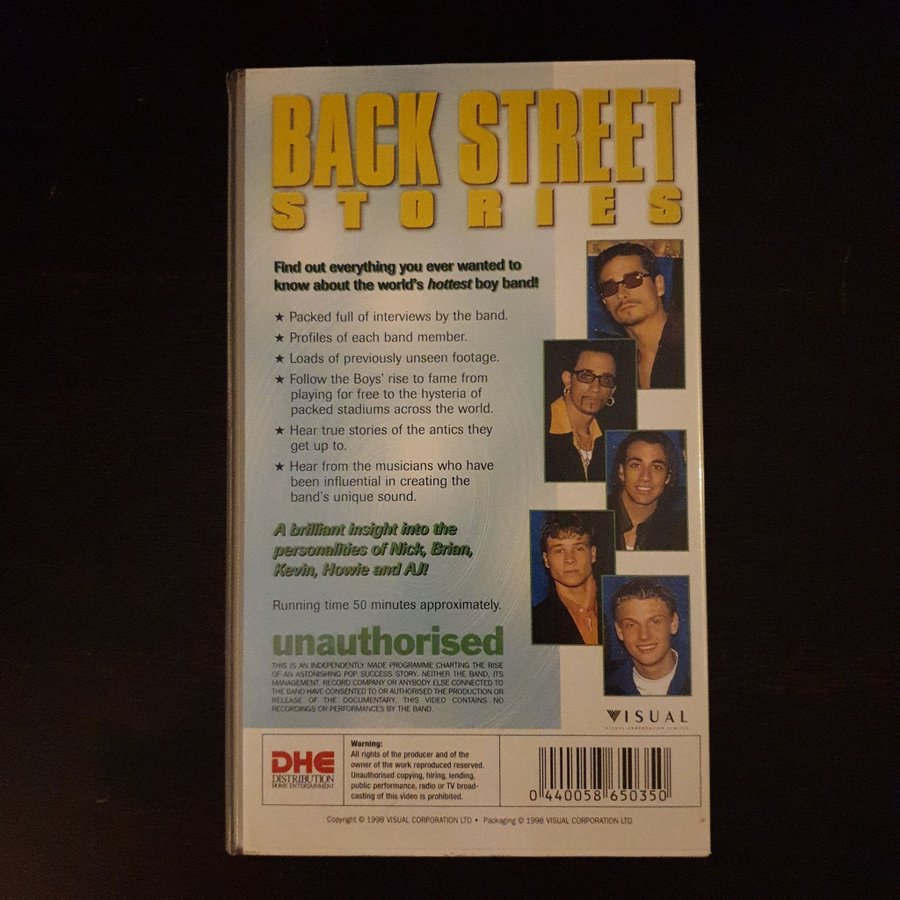 BACK STREET
STORIES
Find out everything you ever wanted to
know about the world's hottest boy band!
★ Packed full of interviews by the band.
★ Profiles of each band member.
★ Loads of previously unseen footage.
★ Follow the Boys' rise to fame from
playing for free to the hysteria of
packed stadiums across the world.
★ Hear true stories of the antics they
get up to.
★ Hear from the musicians who have
been influential in creating the
band's unique sound.
A brilliant insight into the
personalities of Nick, Brian,
Kevin, Howie and AJ!
Running time 50 minutes approximately.
unauthorised
THIS IS AN INDEPENDENTLY MADE PROGRAMME CHARTING THE RISE
OF AN ASTONISHING POP SUCCESS STORY. NEITHER THE BAND, ITS
MANAGEMENT, RECORD COMPANY OR ANYBODY ELSE CONNECTED TO
THE BAND HAVE CONSENTED TO OR AUTHORISED THE PRODUCTION OR
RELEASE OF THE DOCUMENTARY. THIS VIDEO CONTAINS NO
RECORDINGS OR PERFORMANCES BY THE BAND.
VISUAL
VISUAL CORPORATION LIMITED
DHE
DISTRIBUTION
HOME ENTERTAINMENT
Warning:
All rights of the producer and of the
owner of the work reproduced reserved.
Unauthorised copying, hiring, lending,
public performance, radio or TV broad-
casting of this video is prohibited.
0 440058 650350
Copyright © 1998 VISUAL CORPORATION LTD • Packaging © 1998 VISUAL CORPORATION LTD